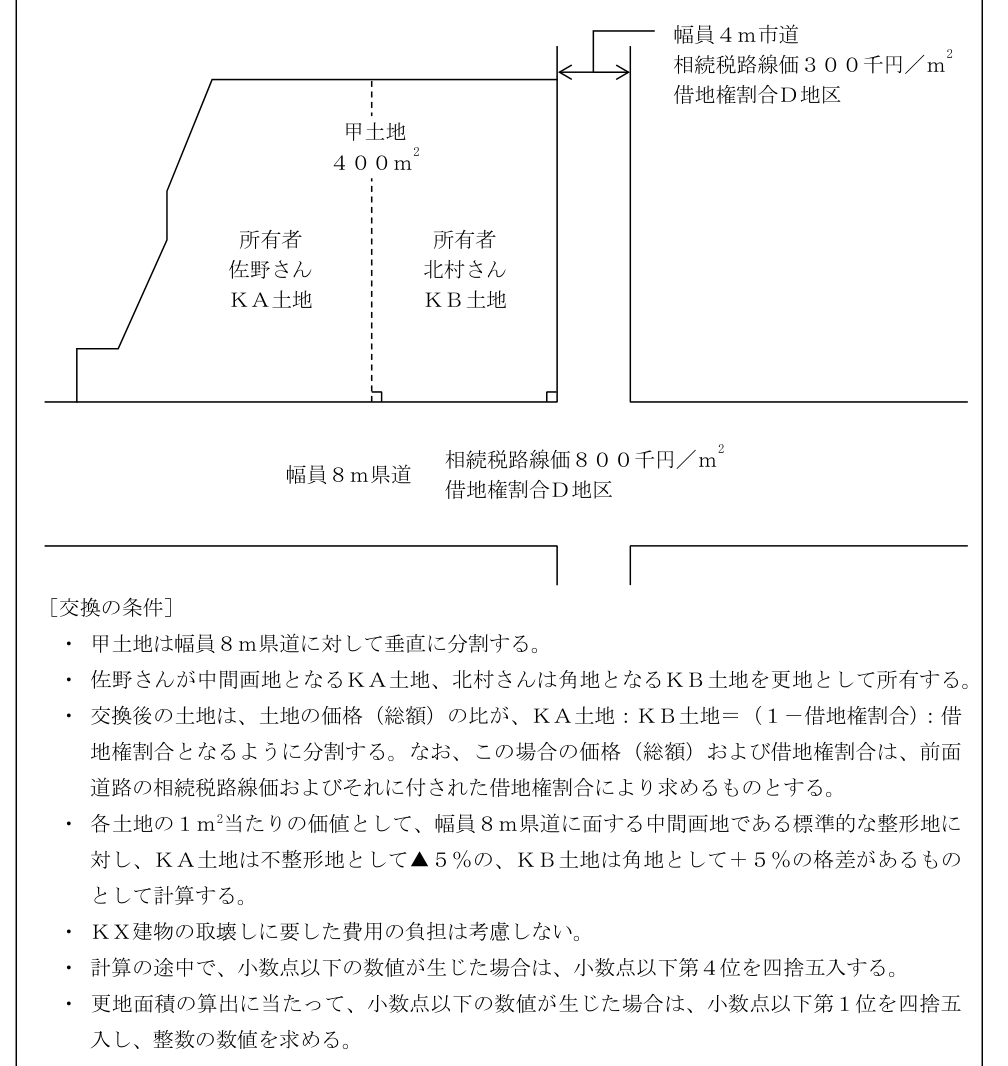 幅員４ｍ市道
相続税路線価３００千円／ｍ²
借地権割合Ｄ地区
甲土地
４００ｍ²
所有者
佐野さん
ＫＡ土地
所有者
北村さん
ＫＢ土地
幅員８ｍ県道
相続税路線価８００千円／ｍ²
借地権割合Ｄ地区
［交換の条件］
・ 甲土地は幅員８ｍ県道に対して垂直に分割する。
・ 佐野さんが中間画地となるＫＡ土地、北村さんは角地となるＫＢ土地を更地として所有する。
・ 交換後の土地は、土地の価格（総額）の比が、ＫＡ土地：ＫＢ土地＝（１－借地権割合）：借
地権割合となるように分割する。なお、この場合の価格（総額）および借地権割合は、前面
道路の相続税路線価およびそれに付された借地権割合により求めるものとする。
・ 各土地の１ｍ²当たりの価値として、幅員８ｍ県道に面する中間画地である標準的な整形地に
対し、ＫＡ土地は不整形地として▲５％の、ＫＢ土地は角地として＋５％の格差があるもの
として計算する。
・ ＫＸ建物の取壊しに要した費用の負担は考慮しない。
・ 計算の途中で、小数点以下の数値が生じた場合は、小数点以下第４位を四捨五入する。
・ 更地面積の算出に当たって、小数点以下の数値が生じた場合は、小数点以下第１位を四捨五
入し、整数の数値を求める。